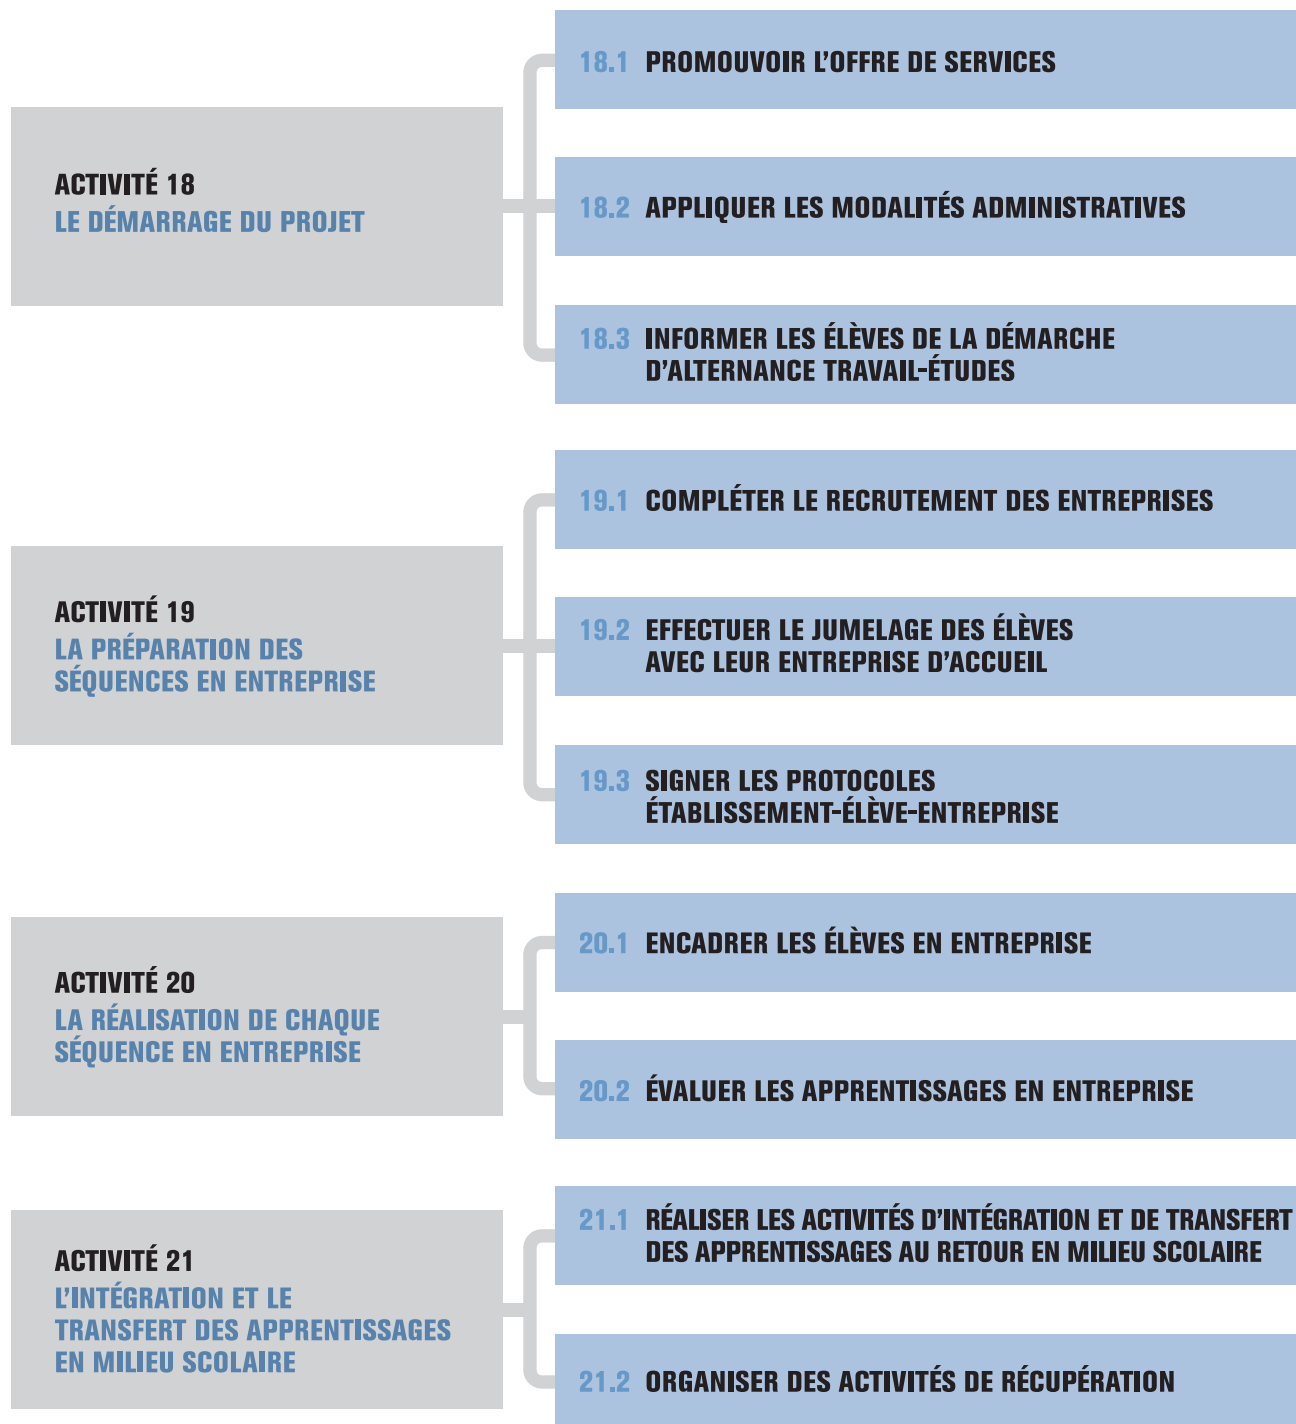 ACTIVITÉ 18
LE DÉMARRAGE DU PROJET
18.1 PROMOUVOIR L'OFFRE DE SERVICES
18.2 APPLIQUER LES MODALITÉS ADMINISTRATIVES
18.3 INFORMER LES ÉLÈVES DE LA DÉMARCHE
D'ALTERNANCE TRAVAIL-ÉTUDES
ACTIVITÉ 19
LA PRÉPARATION DES
SÉQUENCES EN ENTREPRISE
19.1 COMPLÉTER LE RECRUTEMENT DES ENTREPRISES
19.2 EFFECTUER LE JUMELAGE DES ÉLÈVES
AVEC LEUR ENTREPRISE D'ACCUEIL
19.3 SIGNER LES PROTOCOLES
ÉTABLISSEMENT-ÉLÈVE-ENTREPRISE
ACTIVITÉ 20
LA RÉALISATION DE CHAQUE
SÉQUENCE EN ENTREPRISE
20.1 ENCADRER LES ÉLÈVES EN ENTREPRISE
20.2 ÉVALUER LES APPRENTISSAGES EN ENTREPRISE
ACTIVITÉ 21
L'INTÉGRATION ET LE
TRANSFERT DES APPRENTISSAGES
EN MILIEU SCOLAIRE
21.1 RÉALISER LES ACTIVITÉS D'INTÉGRATION ET DE TRANSFERT
DES APPRENTISSAGES AU RETOUR EN MILIEU SCOLAIRE
21.2 ORGANISER DES ACTIVITÉS DE RÉCUPÉRATION